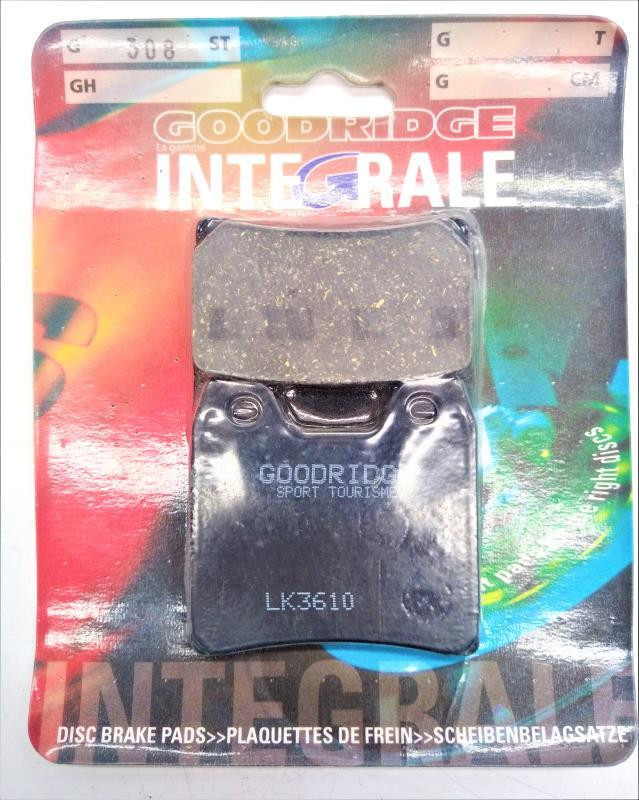 G 308 ST
GH
G T
G CM
GOODRIDGE
La gamme
INTEGRALE
GOODRIDGE
SPORT TOURISME
LK3610
right discs
INTEGRALE
DISC BRAKE PADS>>PLAQUETTES DE FREIN>>SCHEIBENBELAGSATZE